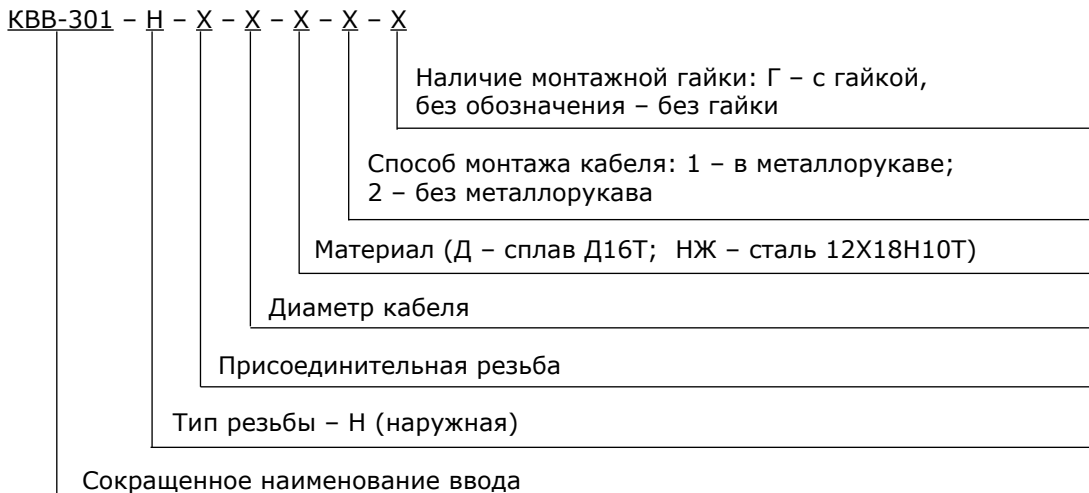 КВВ-301 – Н – Х – Х – Х – Х – Х
Наличие монтажной гайки: Г – с гайкой,
без обозначения – без гайки
Способ монтажа кабеля: 1 – в металлорукаве;
2 – без металлорукава
Материал (Д – сплав Д16Т; НЖ – сталь 12Х18Н10Т)
Диаметр кабеля
Присоединительная резьба
Тип резьбы – Н (наружная)
Сокращенное наименование ввода